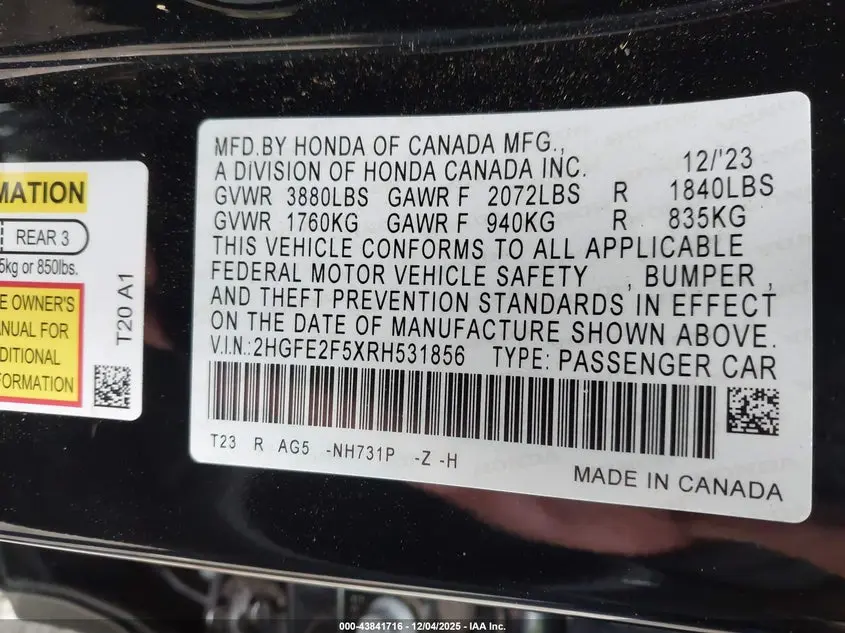 MATION
REAR 3
5kg or 850lbs.
E OWNER'S
NUAL FOR
DITIONAL
FORMATION
T20 A1
MFD.BY HONDA OF CANADA MFG.,
A DIVISION OF HONDA CANADA INC. 12/'23
GVWR 3880LBS GAWR F 2072LBS R 1840LBS
GVWR 1760KG GAWR F 940KG R 835KG
THIS VEHICLE CONFORMS TO ALL APPLICABLE
FEDERAL MOTOR VEHICLE SAFETY , BUMPER ,
AND THEFT PREVENTION STANDARDS IN EFFECT
ON THE DATE OF MANUFACTURE SHOWN ABOVE.
V.I.N.:2HGFE2F5XRH531856 TYPE: PASSENGER CAR
T23 R AG5 -NH731P -Z -H
MADE IN CANADA
000-43841716 - 12/04/2025 - IAA Inc.